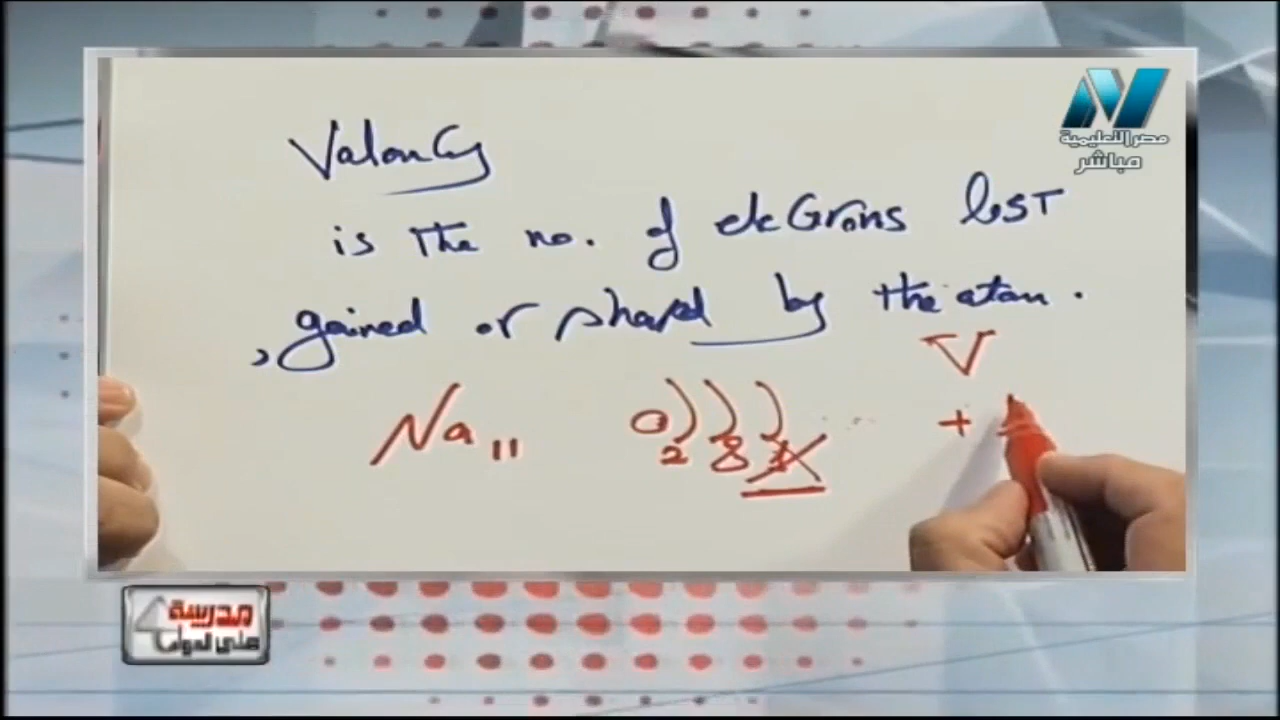 Valency
is the no. of electrons lost
, gained or shared by the atom.
V
Na 11
2 8 1
+
مصر التعليمية
مباشر
مدرسة
على الهواء